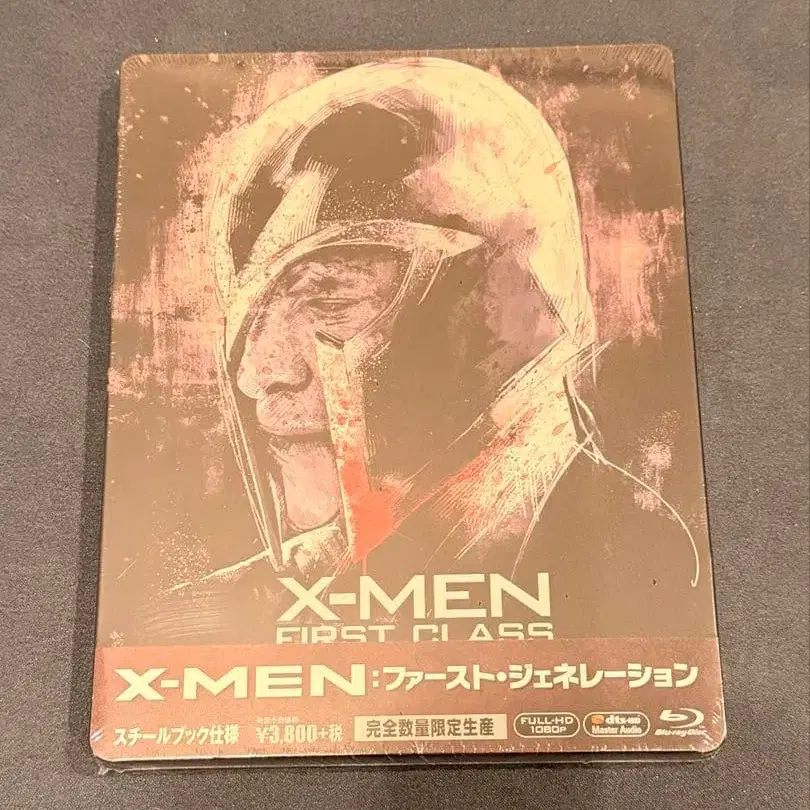 X-MEN
FIRST CLASS
X-MEN:ファースト・ジェネレーション
スチールブック仕様
¥3,800+税
完全数量限定生産
FULL-HD
1080P
dts-HD
Master Audio
Blu-ray Disc